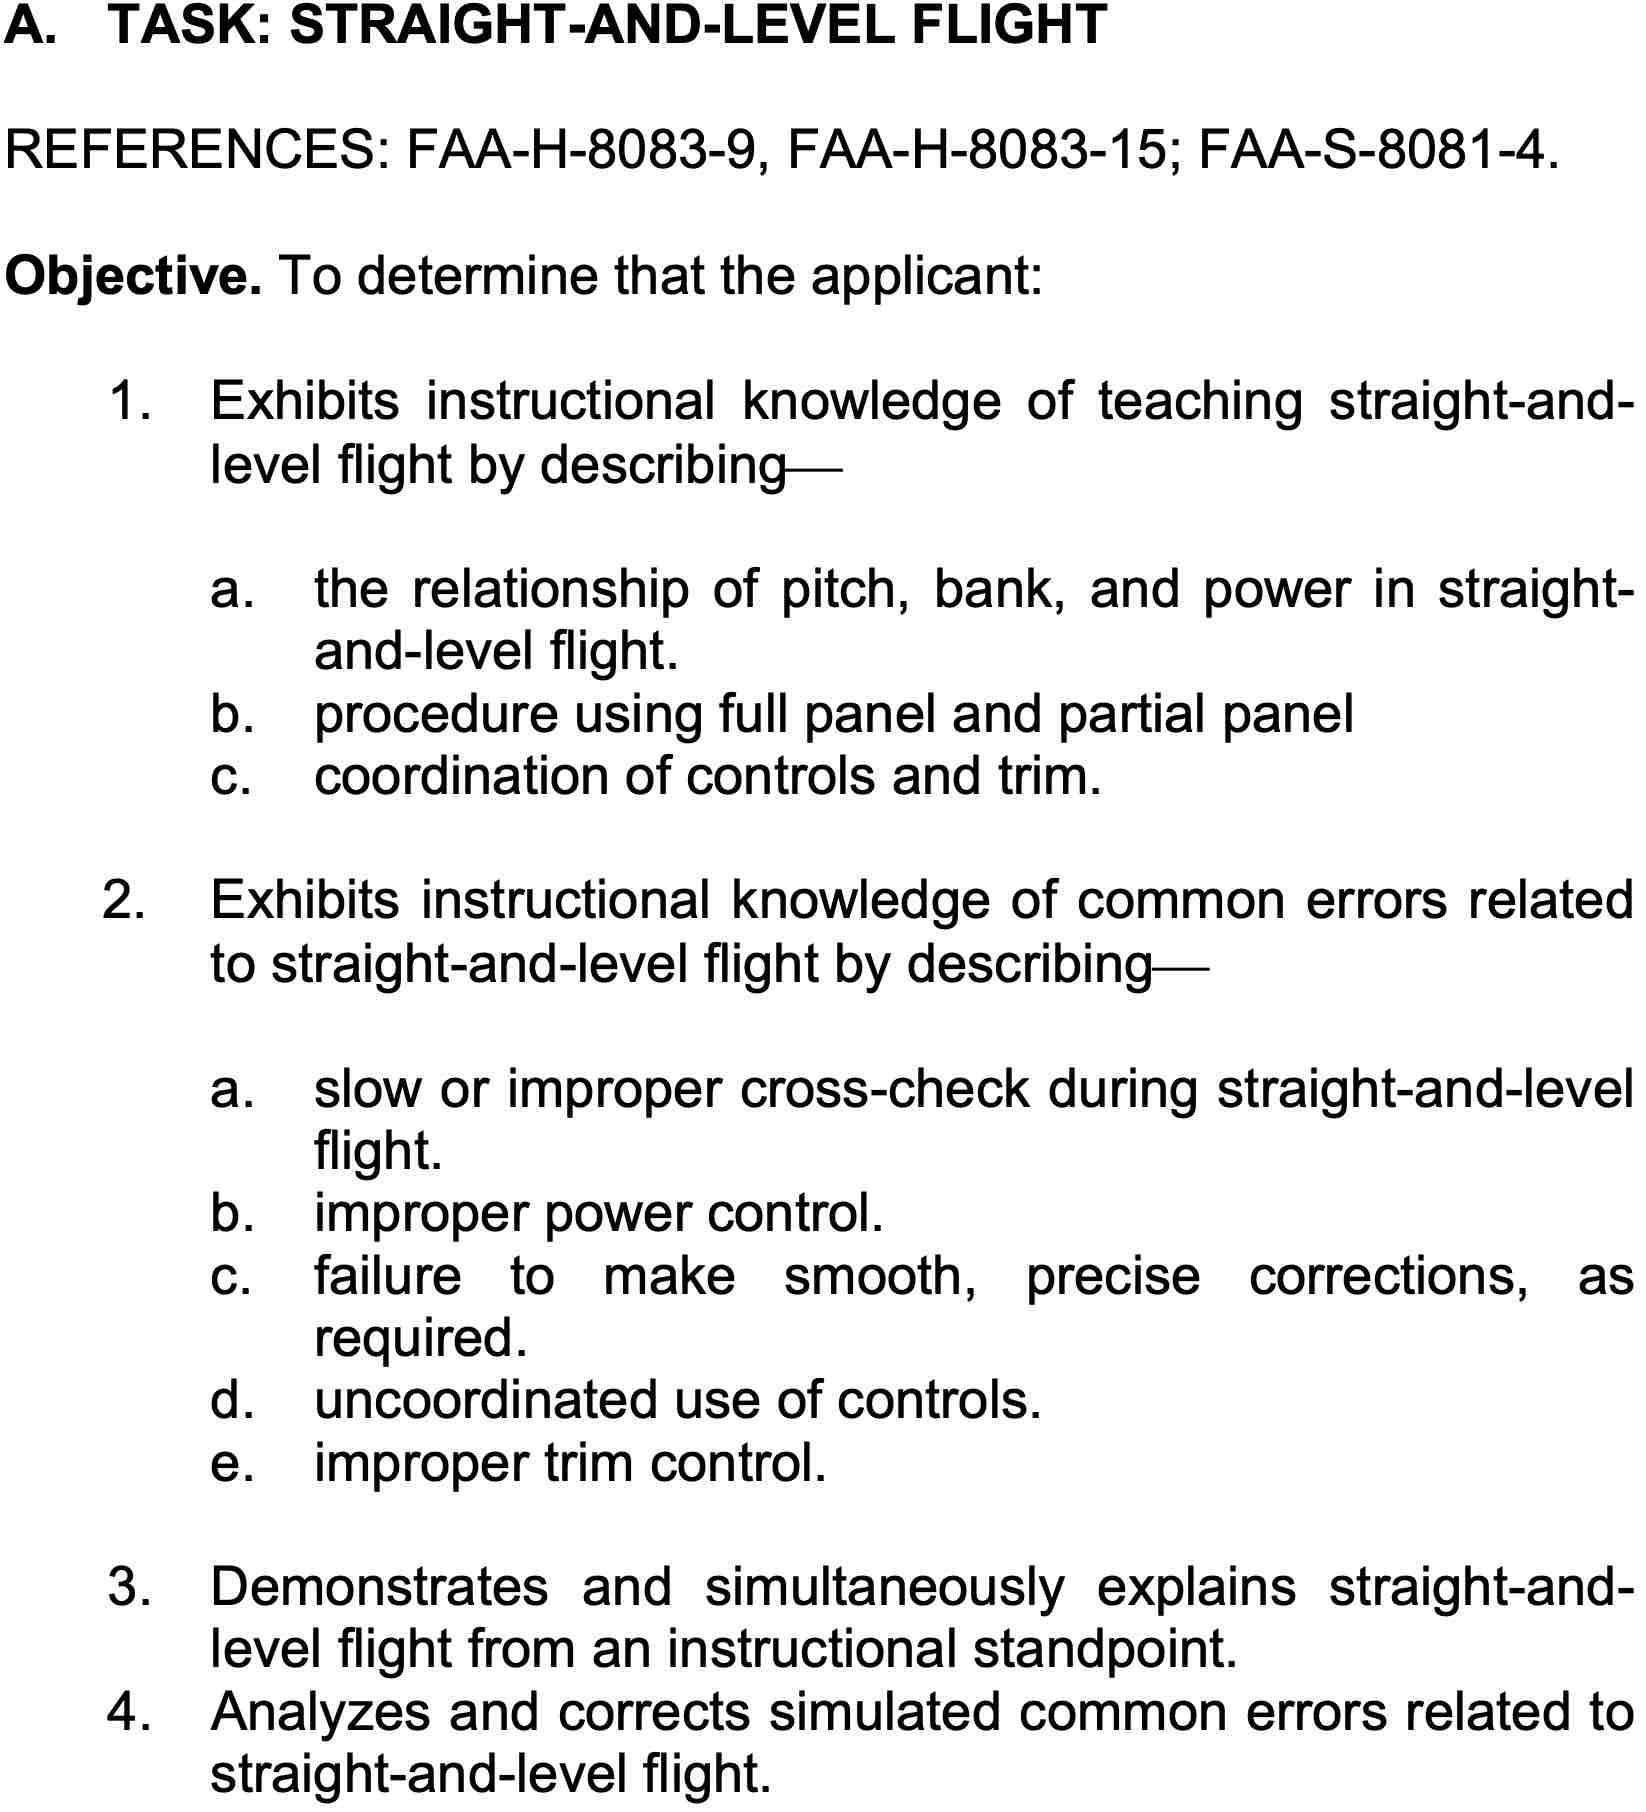 A. TASK: STRAIGHT-AND-LEVEL FLIGHT
REFERENCES: FAA-H-8083-9, FAA-H-8083-15; FAA-S-8081-4.
Objective. To determine that the applicant:
1. Exhibits instructional knowledge of teaching straight-and-
level flight by describing—
a. the relationship of pitch, bank, and power in straight-
and-level flight.
b. procedure using full panel and partial panel
c. coordination of controls and trim.
2. Exhibits instructional knowledge of common errors related
to straight-and-level flight by describing—
a. slow or improper cross-check during straight-and-level
flight.
b. improper power control.
c. failure to make smooth, precise corrections, as
required.
d. uncoordinated use of controls.
e. improper trim control.
3. Demonstrates and simultaneously explains straight-and-
level flight from an instructional standpoint.
4. Analyzes and corrects simulated common errors related to
straight-and-level flight.